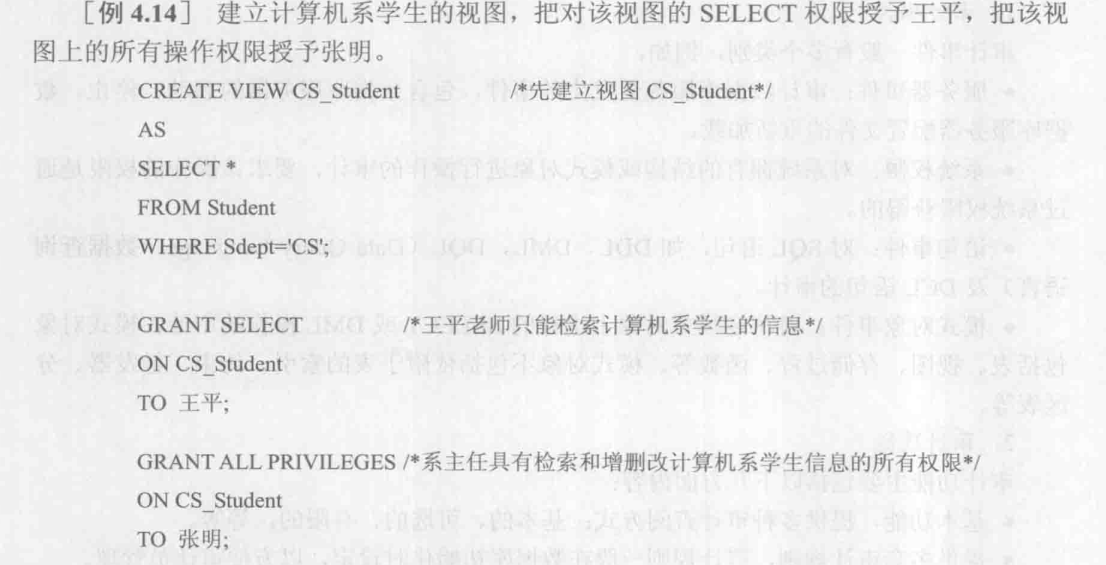 ［例 4.14］ 建立计算机系学生的视图，把对该视图的 SELECT 权限授予王平，把该视
图上的所有操作权限授予张明。
CREATE VIEW CS_Student /*先建立视图 CS_Student*/
AS
SELECT *
FROM Student
WHERE Sdept='CS';
GRANT SELECT /*王平老师只能检索计算机系学生的信息*/
ON CS_Student
TO 王平;
GRANT ALL PRIVILEGES /*系主任具有检索和增删改计算机系学生信息的所有权限*/
ON CS_Student
TO 张明;